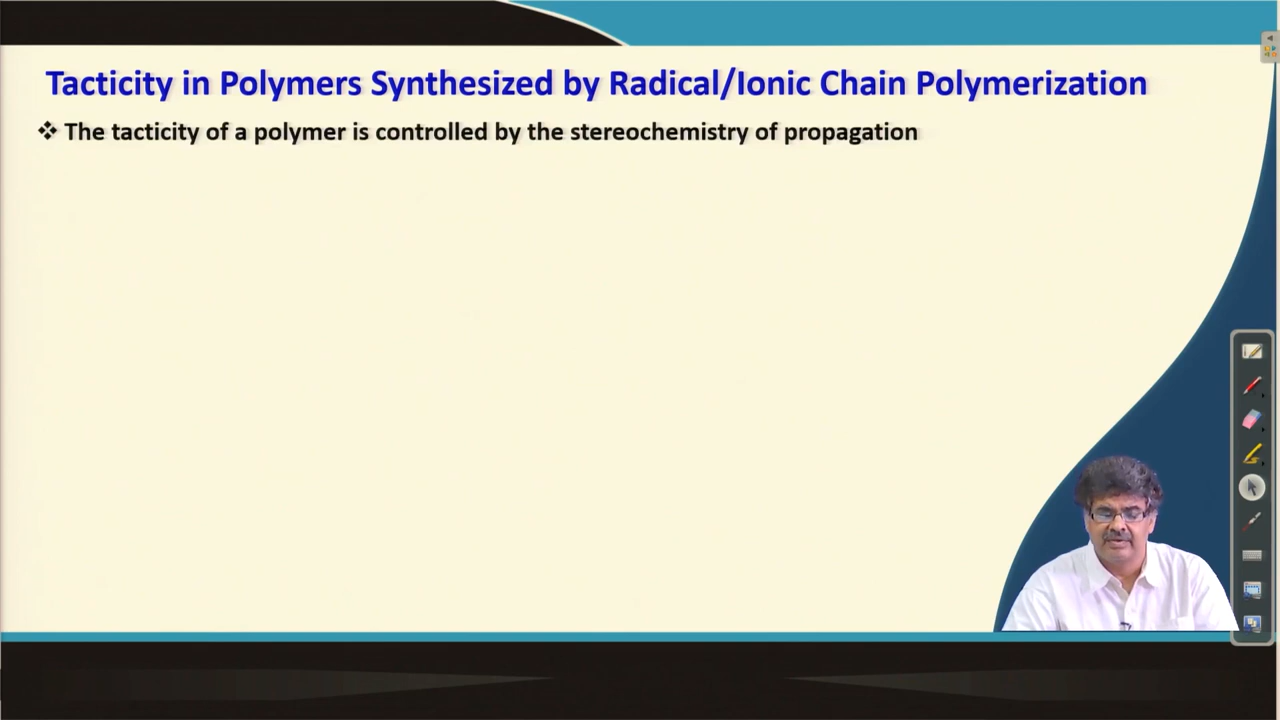 Tacticity in Polymers Synthesized by Radical/Ionic Chain Polymerization
❖ The tacticity of a polymer is controlled by the stereochemistry of propagation